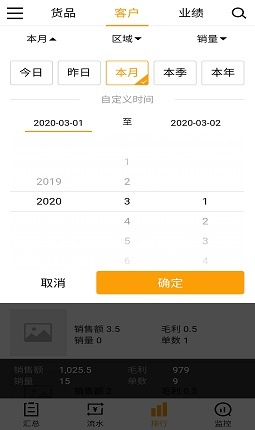 货品 客户 业绩
本月 区域 销量
今日 昨日 本月 本季 本年
自定义时间
2020-03-01 至 2020-03-02
1
2019 2
2020 3 1
4 2
5 3
6 4
取消 确定
销售额 3.5 毛利 0.5
销量 0 单数 1
销售额 1,025.5 毛利 979
销量 15 单数 9
汇总 流水 排行 监控